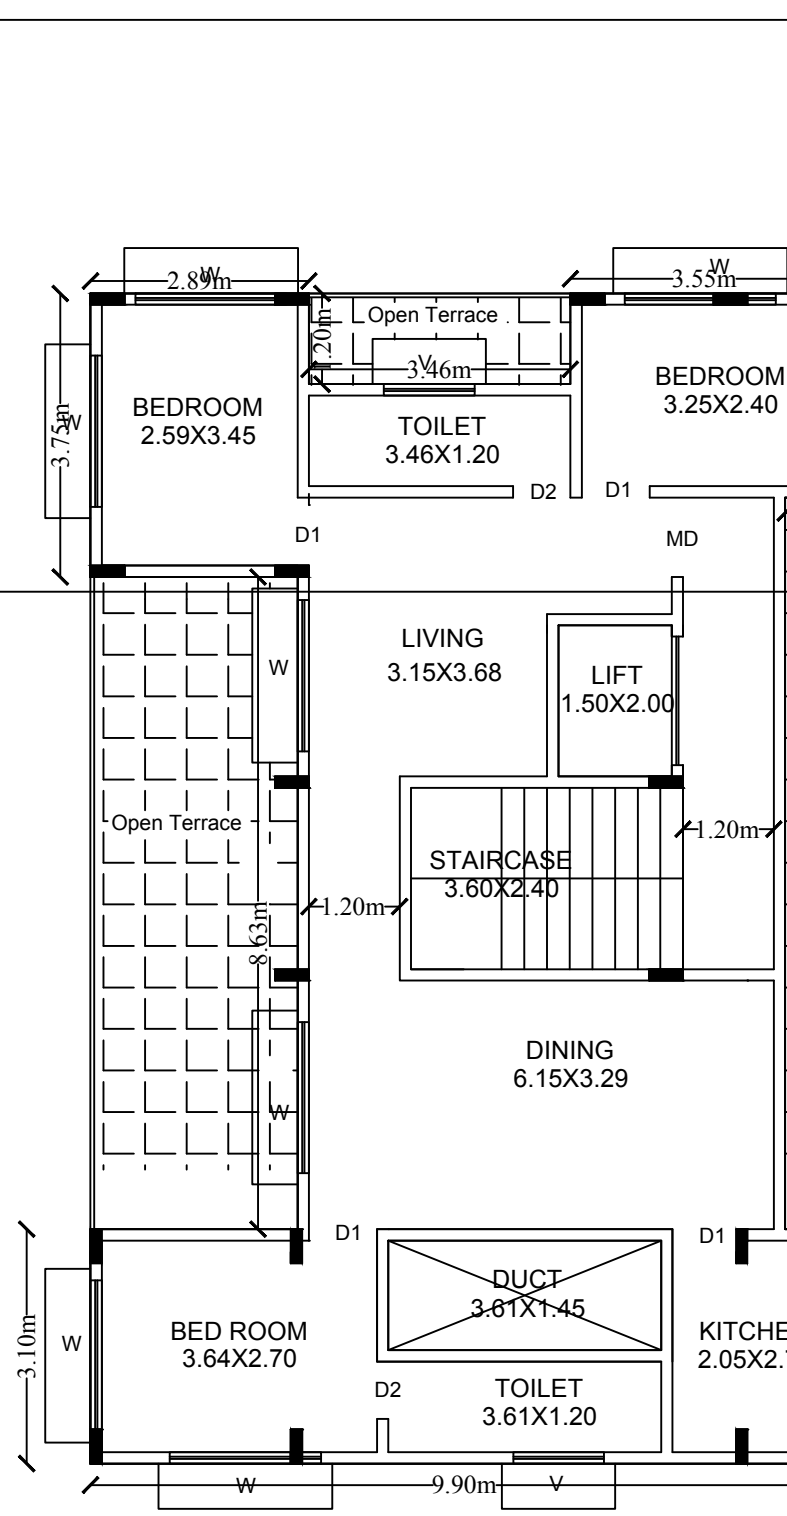 W
2.89m
W
3.55m
Open Terrace
1.20m
V
3.46m
BEDROOM
3.25X2.40
W
3.75m
BEDROOM
2.59X3.45
TOILET
3.46X1.20
D2
D1
D1
MD
LIVING
3.15X3.68
W
LIFT
1.50X2.00
Open Terrace
1.20m
STAIRCASE
3.60X2.40
1.20m
8.63m
DINING
6.15X3.29
W
D1
D1
DUCT
3.61X1.45
3.10m
W
BED ROOM
3.64X2.70
KITCHE
2.05X2.
D2
TOILET
3.61X1.20
W
9.90m
V